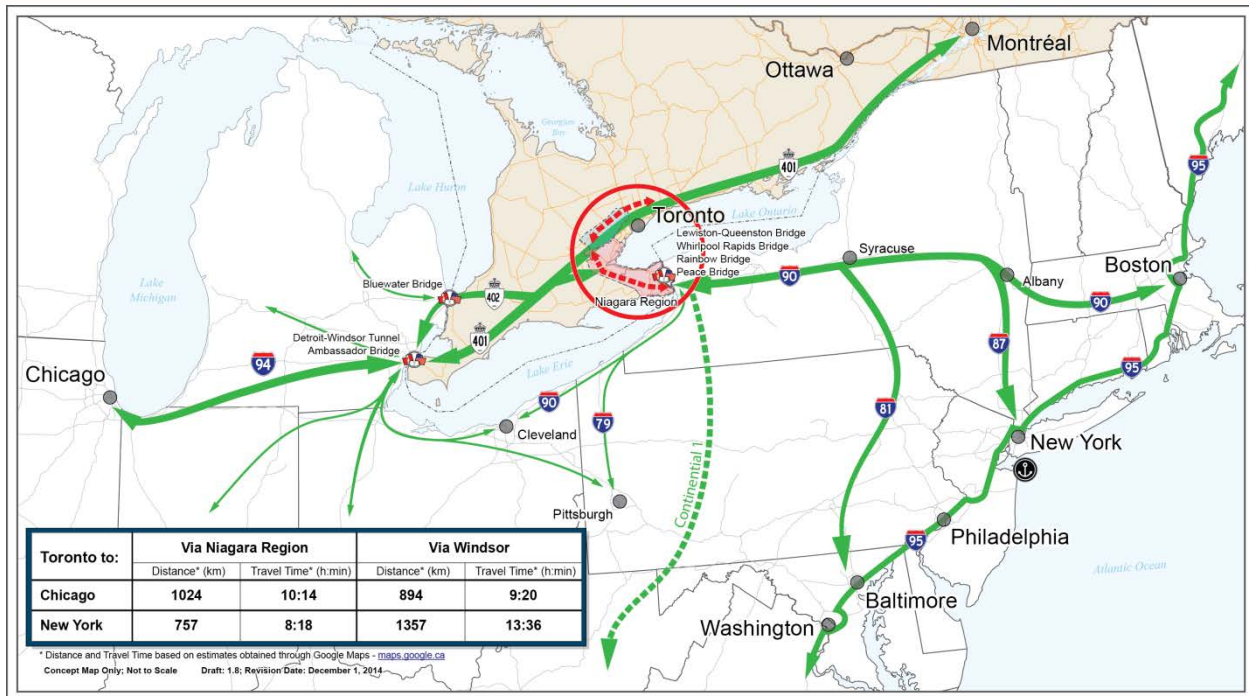 Montréal
Ottawa
Georgian
Bay
401
95
Lake Huron
Toronto
Lake Ontario
Lewiston-Queenston Bridge
Whirlpool Rapids Bridge
Rainbow Bridge
Peace Bridge
Syracuse
Niagara Region
90
Albany
Boston
90
Lake
Michigan
Bluewater Bridge
402
401
Detroit-Windsor Tunnel
Ambassador Bridge
87
94
Lake Erie
95
Chicago
90
79
81
Cleveland
New York
Continential 1
Pittsburgh
Philadelphia
95
Atlantic Ocean
Baltimore
Washington
Toronto to: Via Niagara Region Via Windsor
Distance* (km) Travel Time* (h:min) Distance* (km) Travel Time* (h:min)
Chicago 1024 10:14 894 9:20
New York 757 8:18 1357 13:36
* Distance and Travel Time based on estimates obtained through Google Maps - maps.google.ca
Concept Map Only; Not to Scale Draft: 1.8; Revision Date: December 1, 2014